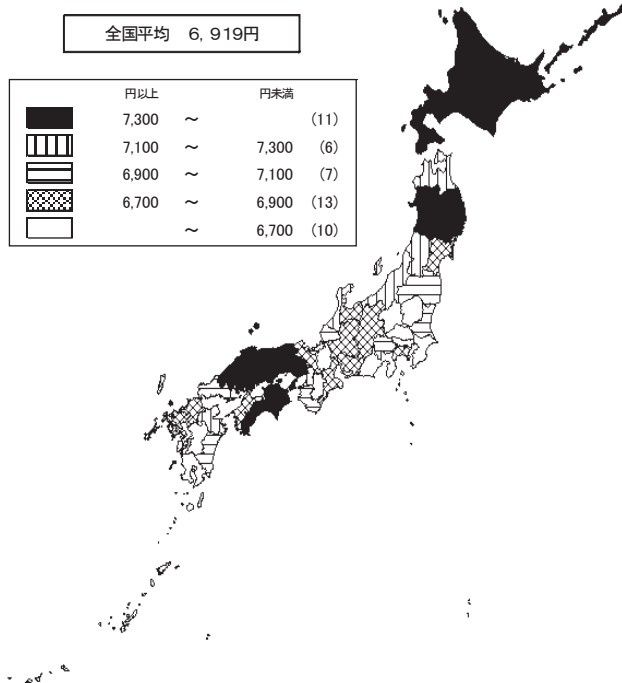 全国平均 6,919円
円以上 円未満
7,300 ～ (11)
7,100 ～ 7,300 (6)
6,900 ～ 7,100 (7)
6,700 ～ 6,900 (13)
～ 6,700 (10)